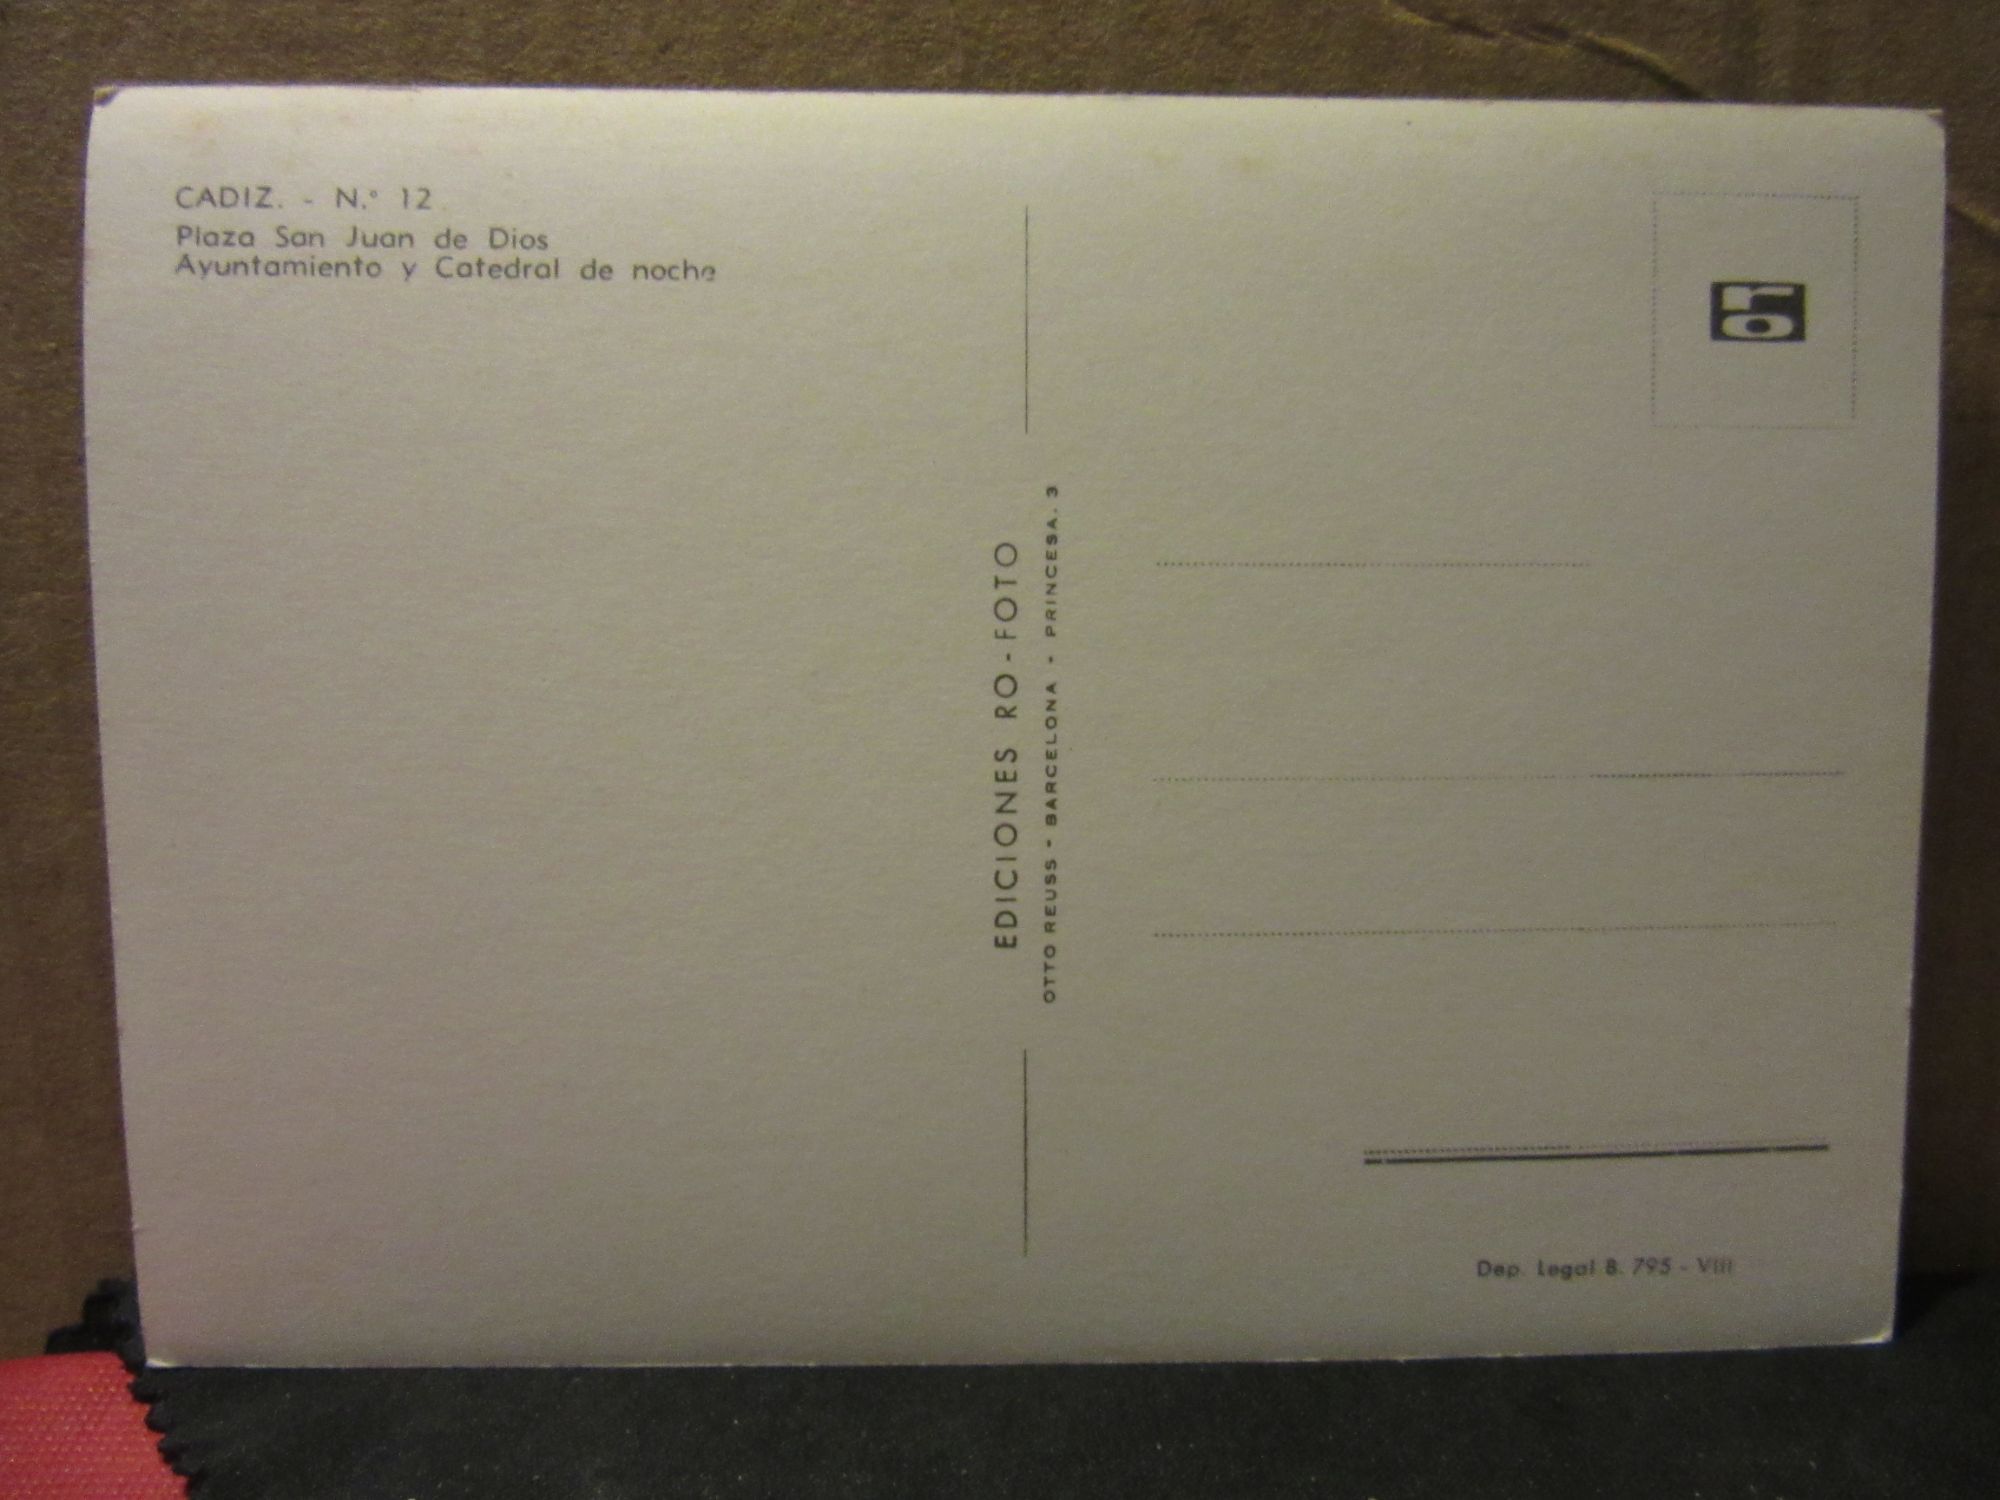 CADIZ. - N.° 12
Plaza San Juan de Dios
Ayuntamiento y Catedral de noche
EDICIONES RO-FOTO
OTTO REUSS - BARCELONA - PRINCESA. 3
ro
Dep. Legal B. 795 - VIII